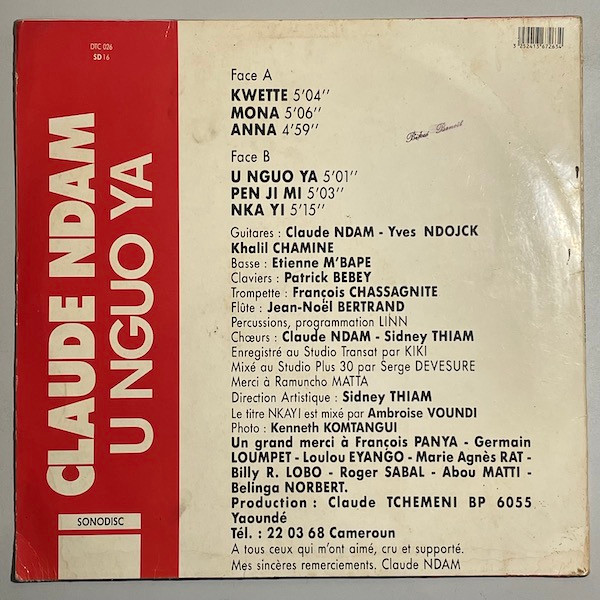 DTC 026
SD16
CLAUDE NDAM
U NGUO YA
SONODISC
3 252413 672634
Face A
KWETTE 5'04''
MONA 5'06''
ANNA 4'59''
Face B
U NGUO YA 5'01''
PEN JI MI 5'03''
NKA YI 5'15''
Guitares : Claude NDAM - Yves NDOJCK
Khalil CHAMINE
Basse : Etienne M'BAPE
Claviers : Patrick BEBEY
Trompette : François CHASSAGNITE
Flûte : Jean-Noël BERTRAND
Percussions, programmation LINN
Chœurs : Claude NDAM - Sidney THIAM
Enregistré au Studio Transat par KIKI
Mixé au Studio Plus 30 par Serge DEVESURE
Merci à Ramuncho MATTA
Direction Artistique : Sidney THIAM
Le titre NKAYI est mixé par Ambroise VOUNDI
Photo : Kenneth KOMTANGUI
Un grand merci à François PANYA - Germain
LOUMPET - Loulou EYANGO - Marie Agnès RAT -
Billy R. LOBO - Roger SABAL - Abou MATTI -
Belinga NORBERT.
Production : Claude TCHEMENI BP 6055
Yaoundé
Tél. : 22 03 68 Cameroun
A tous ceux qui m'ont aimé, cru et supporté.
Mes sincères remerciements. Claude NDAM